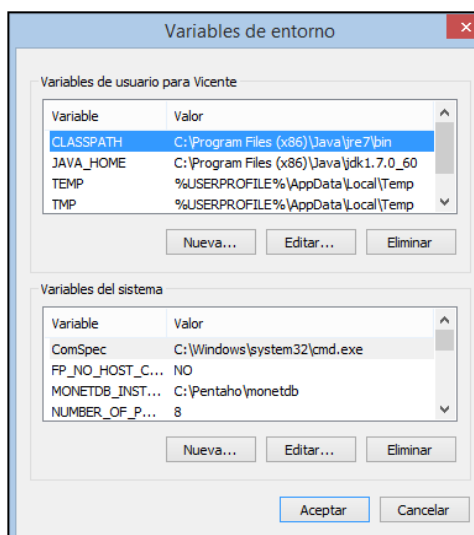 Variables de entorno
Variables de usuario para Vicente
Variable Valor
CLASSPATH C:\Program Files (x86)\Java\jre7\bin
JAVA_HOME C:\Program Files (x86)\Java\jdk1.7.0_60
TEMP %USERPROFILE%\AppData\Local\Temp
TMP %USERPROFILE%\AppData\Local\Temp
Nueva... Editar... Eliminar
Variables del sistema
Variable Valor
ComSpec C:\Windows\system32\cmd.exe
FP_NO_HOST_C... NO
MONETDB_INST... C:\Pentaho\monetdb
NUMBER_OF_P... 8
Nueva... Editar... Eliminar
Aceptar Cancelar